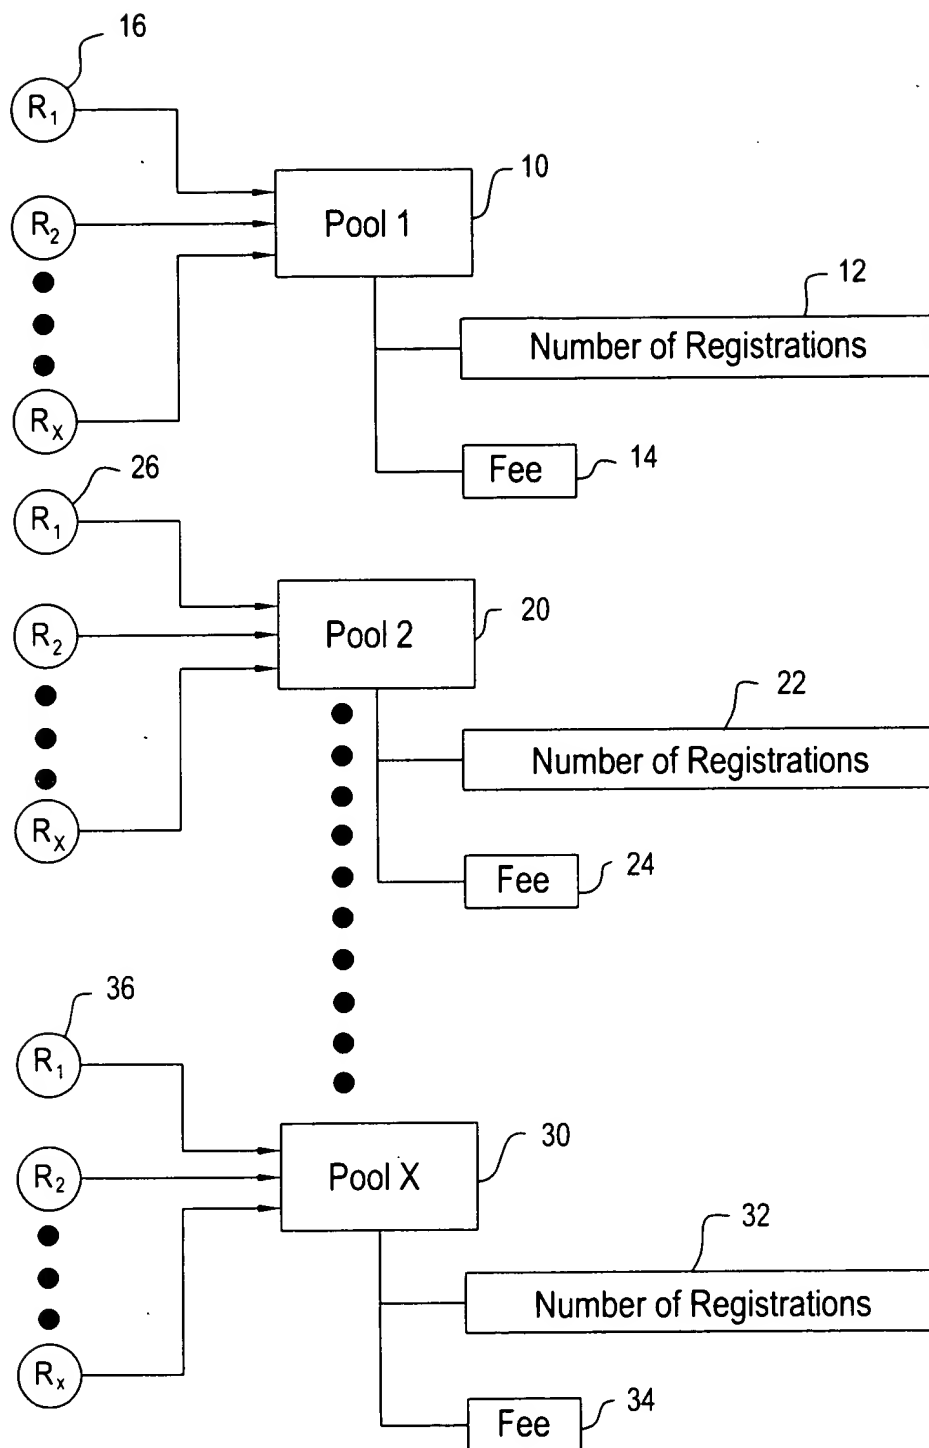 16
R1
10
Pool 1
R2
12
Number of Registrations
RX
14
Fee
26
R1
20
Pool 2
R2
22
Number of Registrations
RX
24
Fee
36
R1
30
Pool X
R2
32
Number of Registrations
Rx
34
Fee